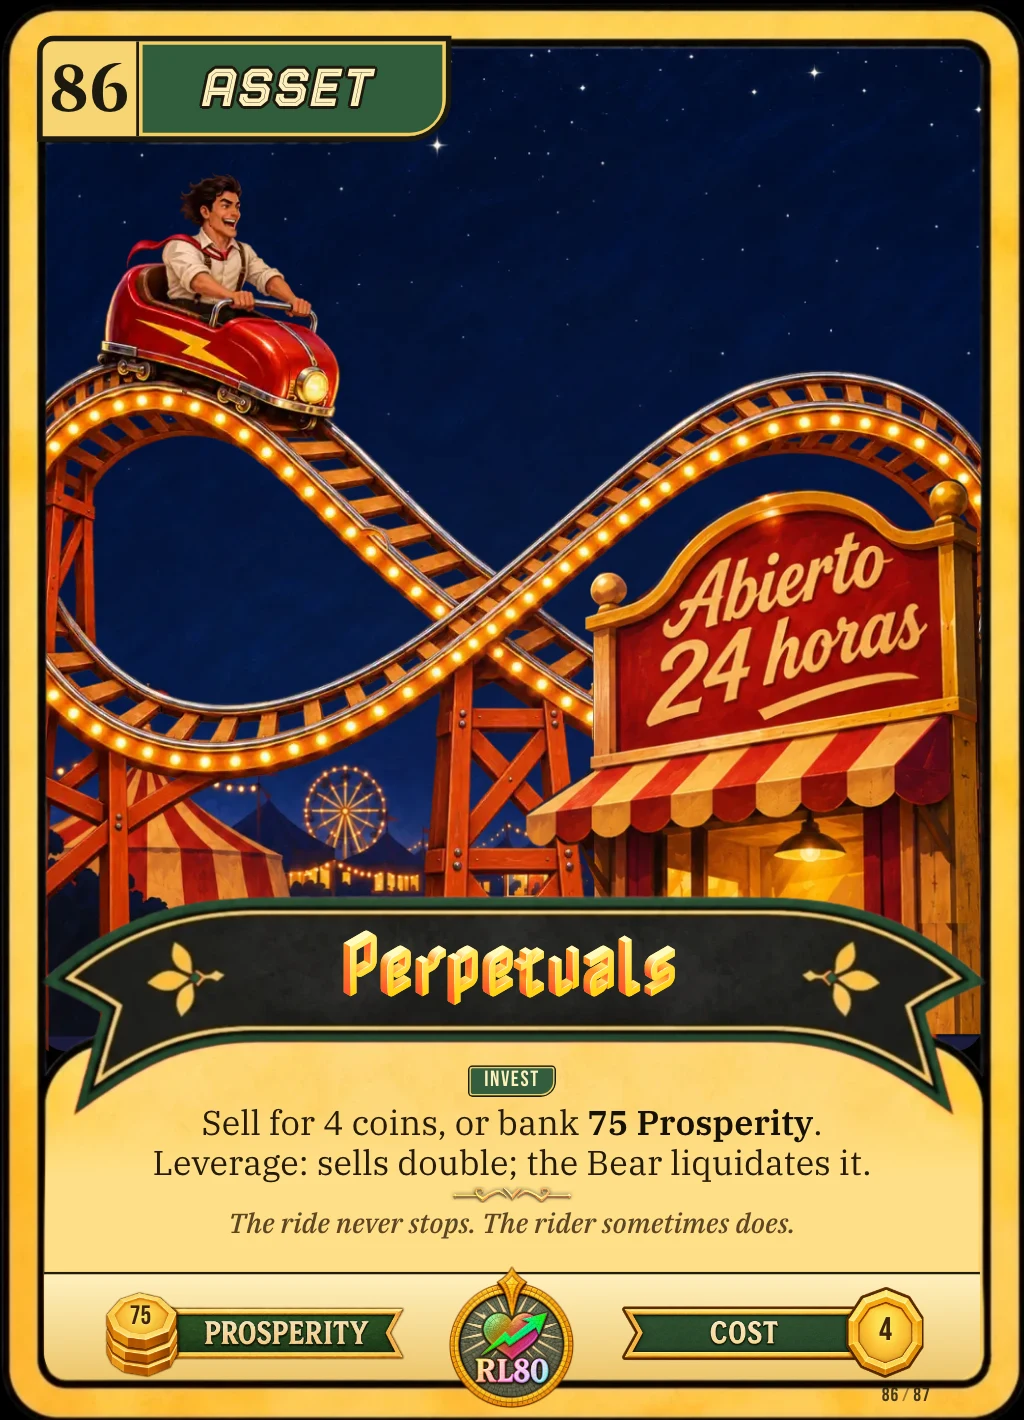 86
ASSET
Abierto
24 horas
Perpetuals
INVEST
Sell for 4 coins, or bank 75 Prosperity.
Leverage: sells double; the Bear liquidates it.
The ride never stops. The rider sometimes does.
75
PROSPERITY
RL80
COST
4
86 / 87